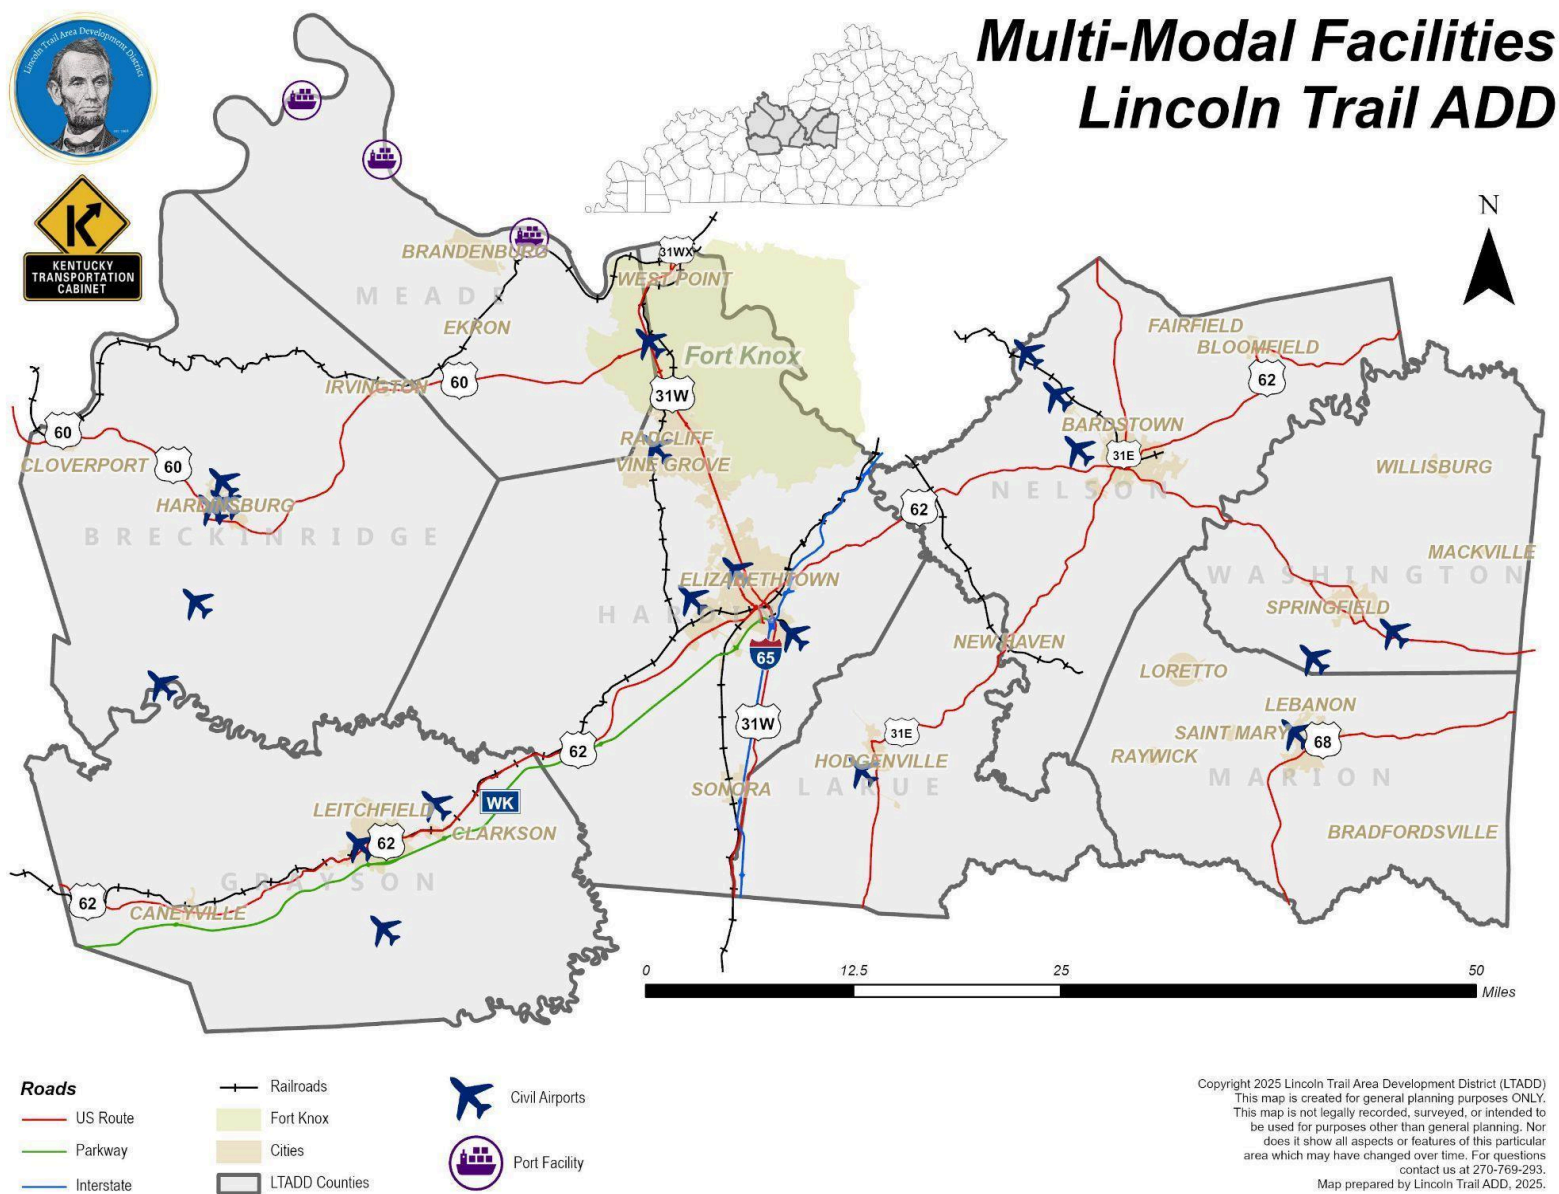 Multi-Modal Facilities
Lincoln Trail ADD
Lincoln Trail Area Development District
KENTUCKY
TRANSPORTATION
CABINET
N
31WX
BRANDENBURG
WEST POINT
MEADE
EKRON
FAIRFIELD
BLOOMFIELD
Fort Knox
IRVINGTON
60
62
31W
60
RADCLIFF
BARDSTOWN
31E
CLOVERPORT
60
VINE GROVE
WILLISBURG
HARDINSBURG
62
NELSON
BRECKINRIDGE
MACKVILLE
ELIZABETHTOWN
WASHINGTON
HARDIN
SPRINGFIELD
NEW HAVEN
65
LORETTO
LEBANON
31W
31E
SAINT MARY
68
62
RAYWICK
HODGENVILLE
SONORA
LARUE
MARION
WK
LEITCHFIELD
62
CLARKSON
BRADFORDSVILLE
GRAYSON
62
CANEYVILLE
0 12.5 25 50
Miles
Roads
US Route
Parkway
Interstate
Railroads
Fort Knox
Cities
LTADD Counties
Civil Airports
Port Facility
Copyright 2025 Lincoln Trail Area Development District (LTADD)
This map is created for general planning purposes ONLY.
This map is not legally recorded, surveyed, or intended to
be used for purposes other than general planning. Nor
does it show all aspects or features of this particular
area which may have changed over time. For questions
contact us at 270-769-293.
Map prepared by Lincoln Trail ADD, 2025.